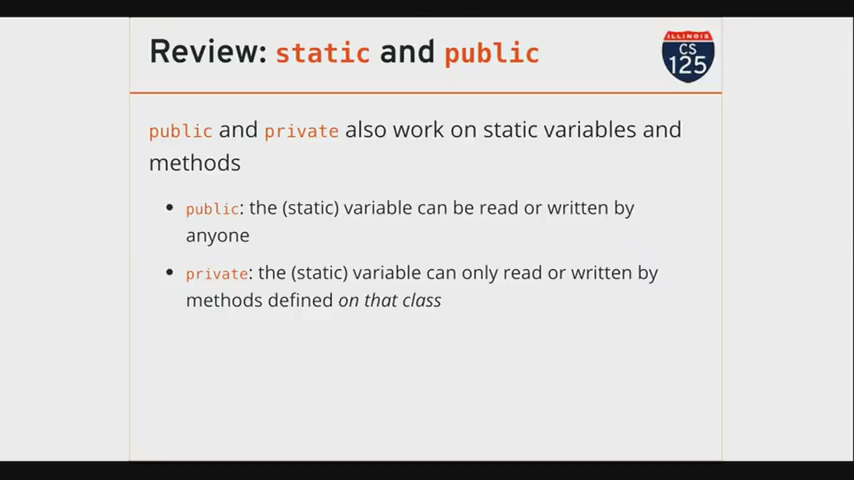 Review: static and public
ILLINOIS
CS
125
public and private also work on static variables and
methods
• public: the (static) variable can be read or written by
anyone
• private: the (static) variable can only read or written by
methods defined on that class